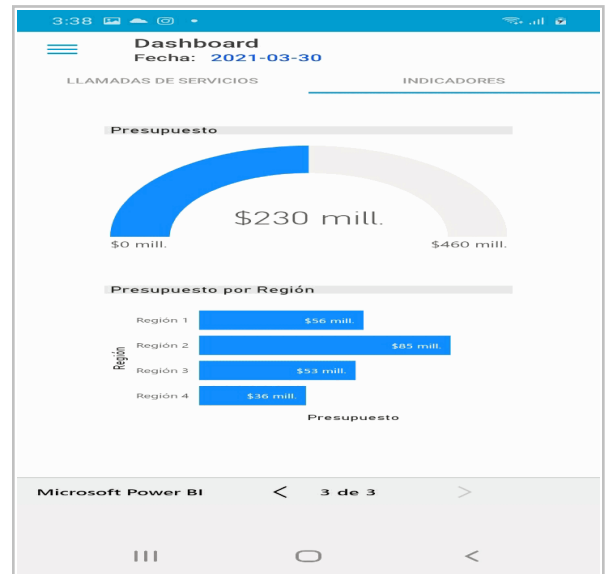 3:38
Dashboard
Fecha: 2021-03-30
LLAMADAS DE SERVICIOS INDICADORES
Presupuesto
$230 mill.
$0 mill. $460 mill.
Presupuesto por Región
Región
Región 1 $56 mill.
Región 2 $85 mill.
Región 3 $53 mill.
Región 4 $36 mill.
Presupuesto
Microsoft Power BI < 3 de 3 >